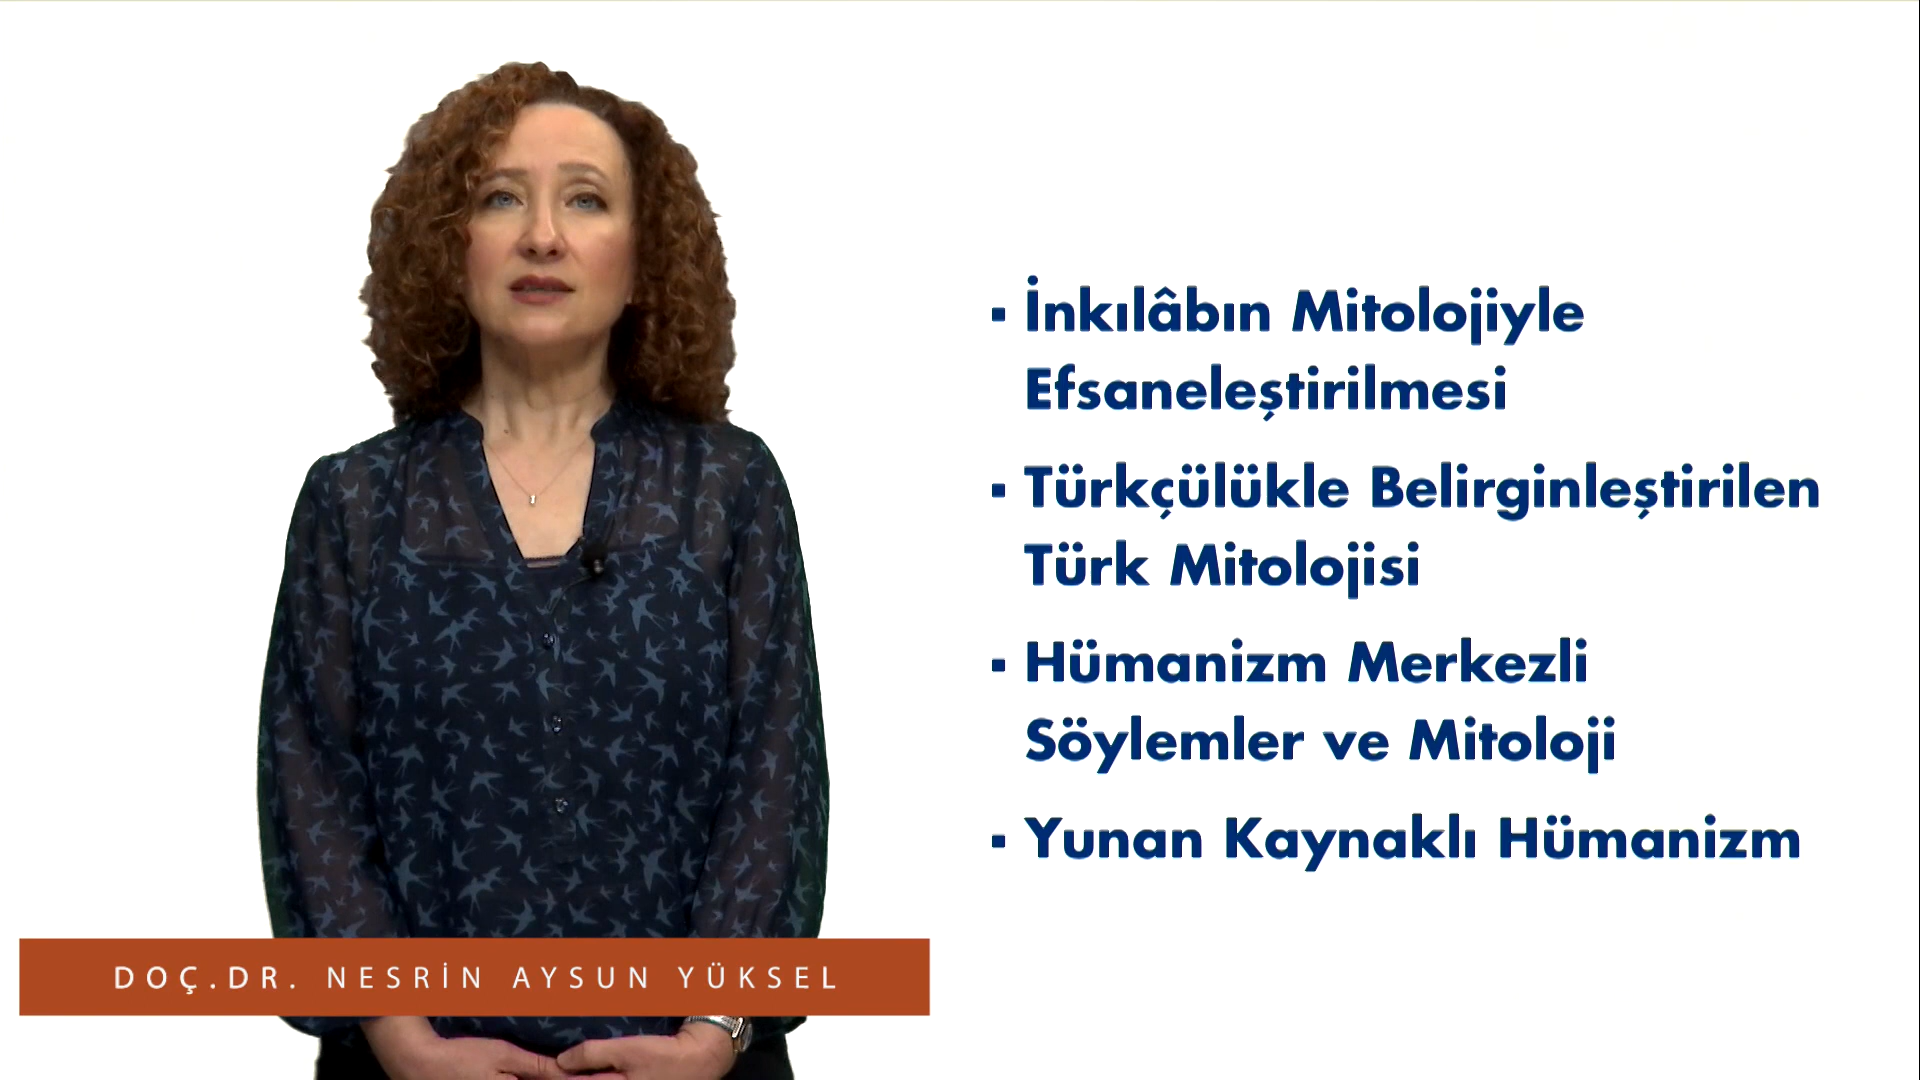 ▪ İnkılâbın Mitolojiyle
Efsaneleştirilmesi
▪ Türkçülükle Belirginleştirilen
Türk Mitolojisi
▪ Hümanizm Merkezli
Söylemler ve Mitoloji
▪ Yunan Kaynaklı Hümanizm
DOÇ.DR. NESRİN AYSUN YÜKSEL